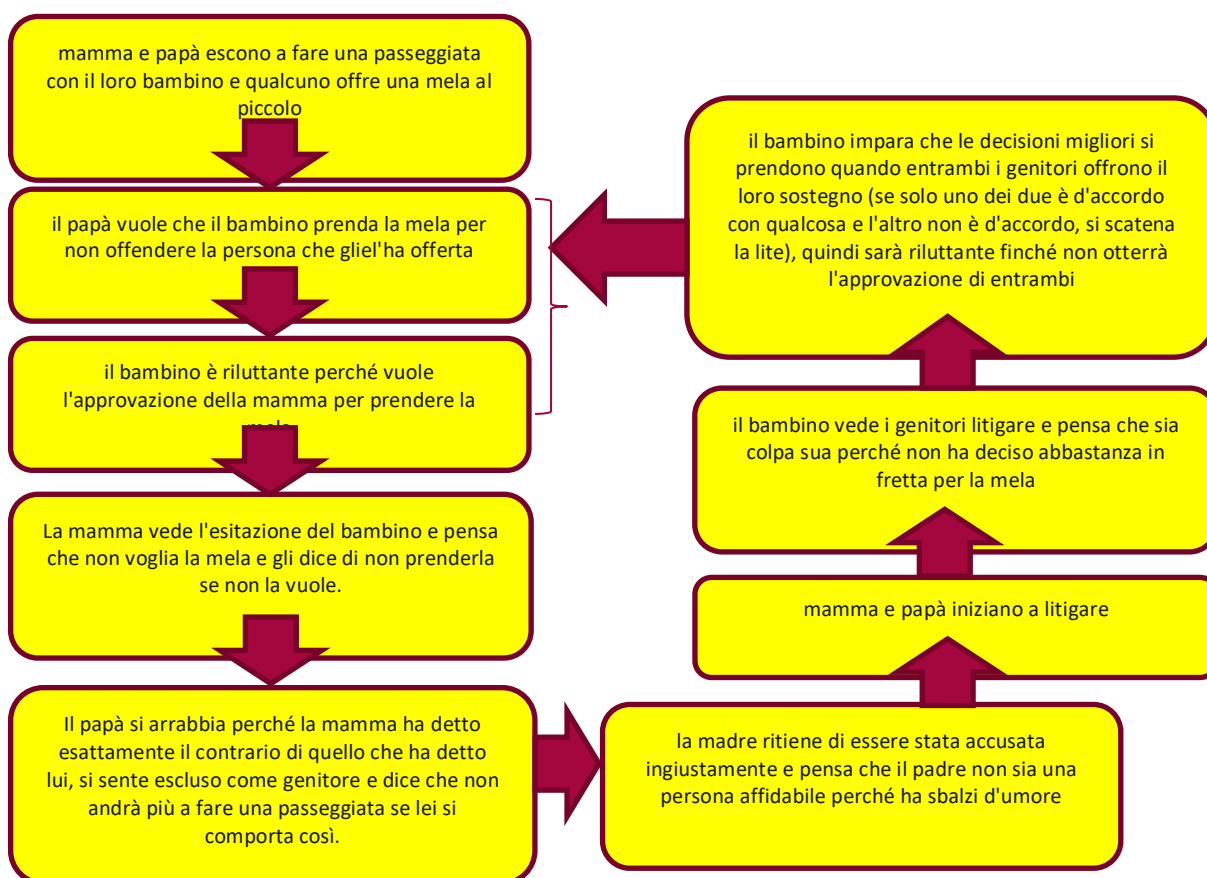 mamma e papà escono a fare una passeggiata
con il loro bambino e qualcuno offre una mela al
piccolo
il papà vuole che il bambino prenda la mela per
non offendere la persona che gliel'ha offerta
il bambino è riluttante perché vuole
l'approvazione della mamma per prendere la
mela
La mamma vede l'esitazione del bambino e pensa
che non voglia la mela e gli dice di non prenderla
se non la vuole.
Il papà si arrabbia perché la mamma ha detto
esattamente il contrario di quello che ha detto
lui, si sente escluso come genitore e dice che non
andrà più a fare una passeggiata se lei si
comporta così.
la madre ritiene di essere stata accusata
ingiustamente e pensa che il padre non sia una
persona affidabile perché ha sbalzi d'umore
mamma e papà iniziano a litigare
il bambino vede i genitori litigare e pensa che sia
colpa sua perché non ha deciso abbastanza in
fretta per la mela
il bambino impara che le decisioni migliori si
prendono quando entrambi i genitori offrono il
loro sostegno (se solo uno dei due è d'accordo
con qualcosa e l'altro non è d'accordo, si scatena
la lite), quindi sarà riluttante finché non otterrà
l'approvazione di entrambi